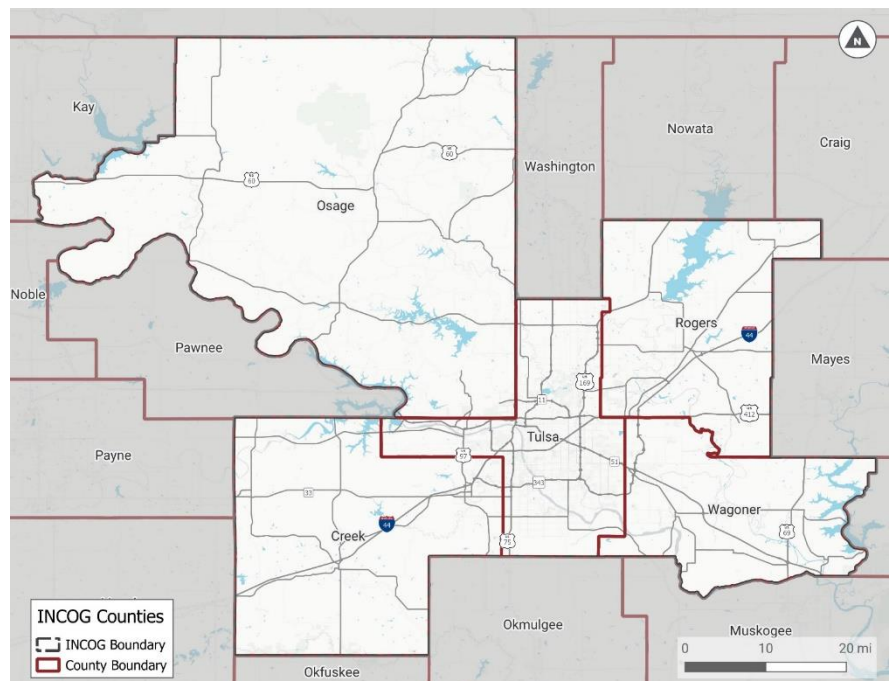 N
Kay
Nowata
Craig
Washington
60
60
Osage
Noble
Rogers
44
Pawnee
Mayes
169
11
412
Tulsa
Payne
97
51
33
343
Wagoner
44
Creek
69
75
INCOG Counties
INCOG Boundary
County Boundary
Okmulgee
Muskogee
0 10 20 mi
Okfuskee